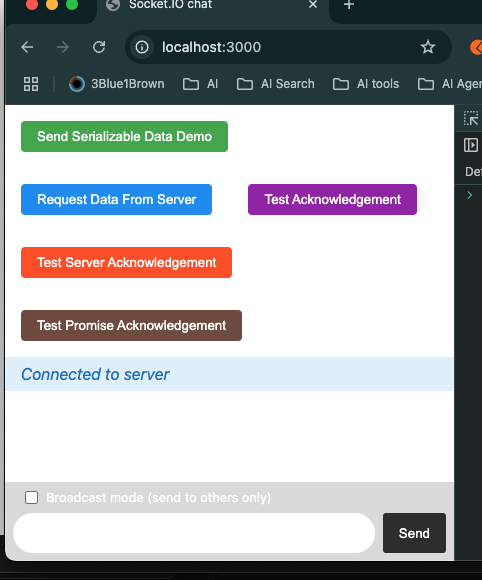 Socket.IO chat
localhost:3000
3Blue1Brown AI AI Search AI tools AI Ager
Send Serializable Data Demo
Request Data From Server Test Acknowledgement
Test Server Acknowledgement
Test Promise Acknowledgement
Connected to server
Broadcast mode (send to others only)
Send